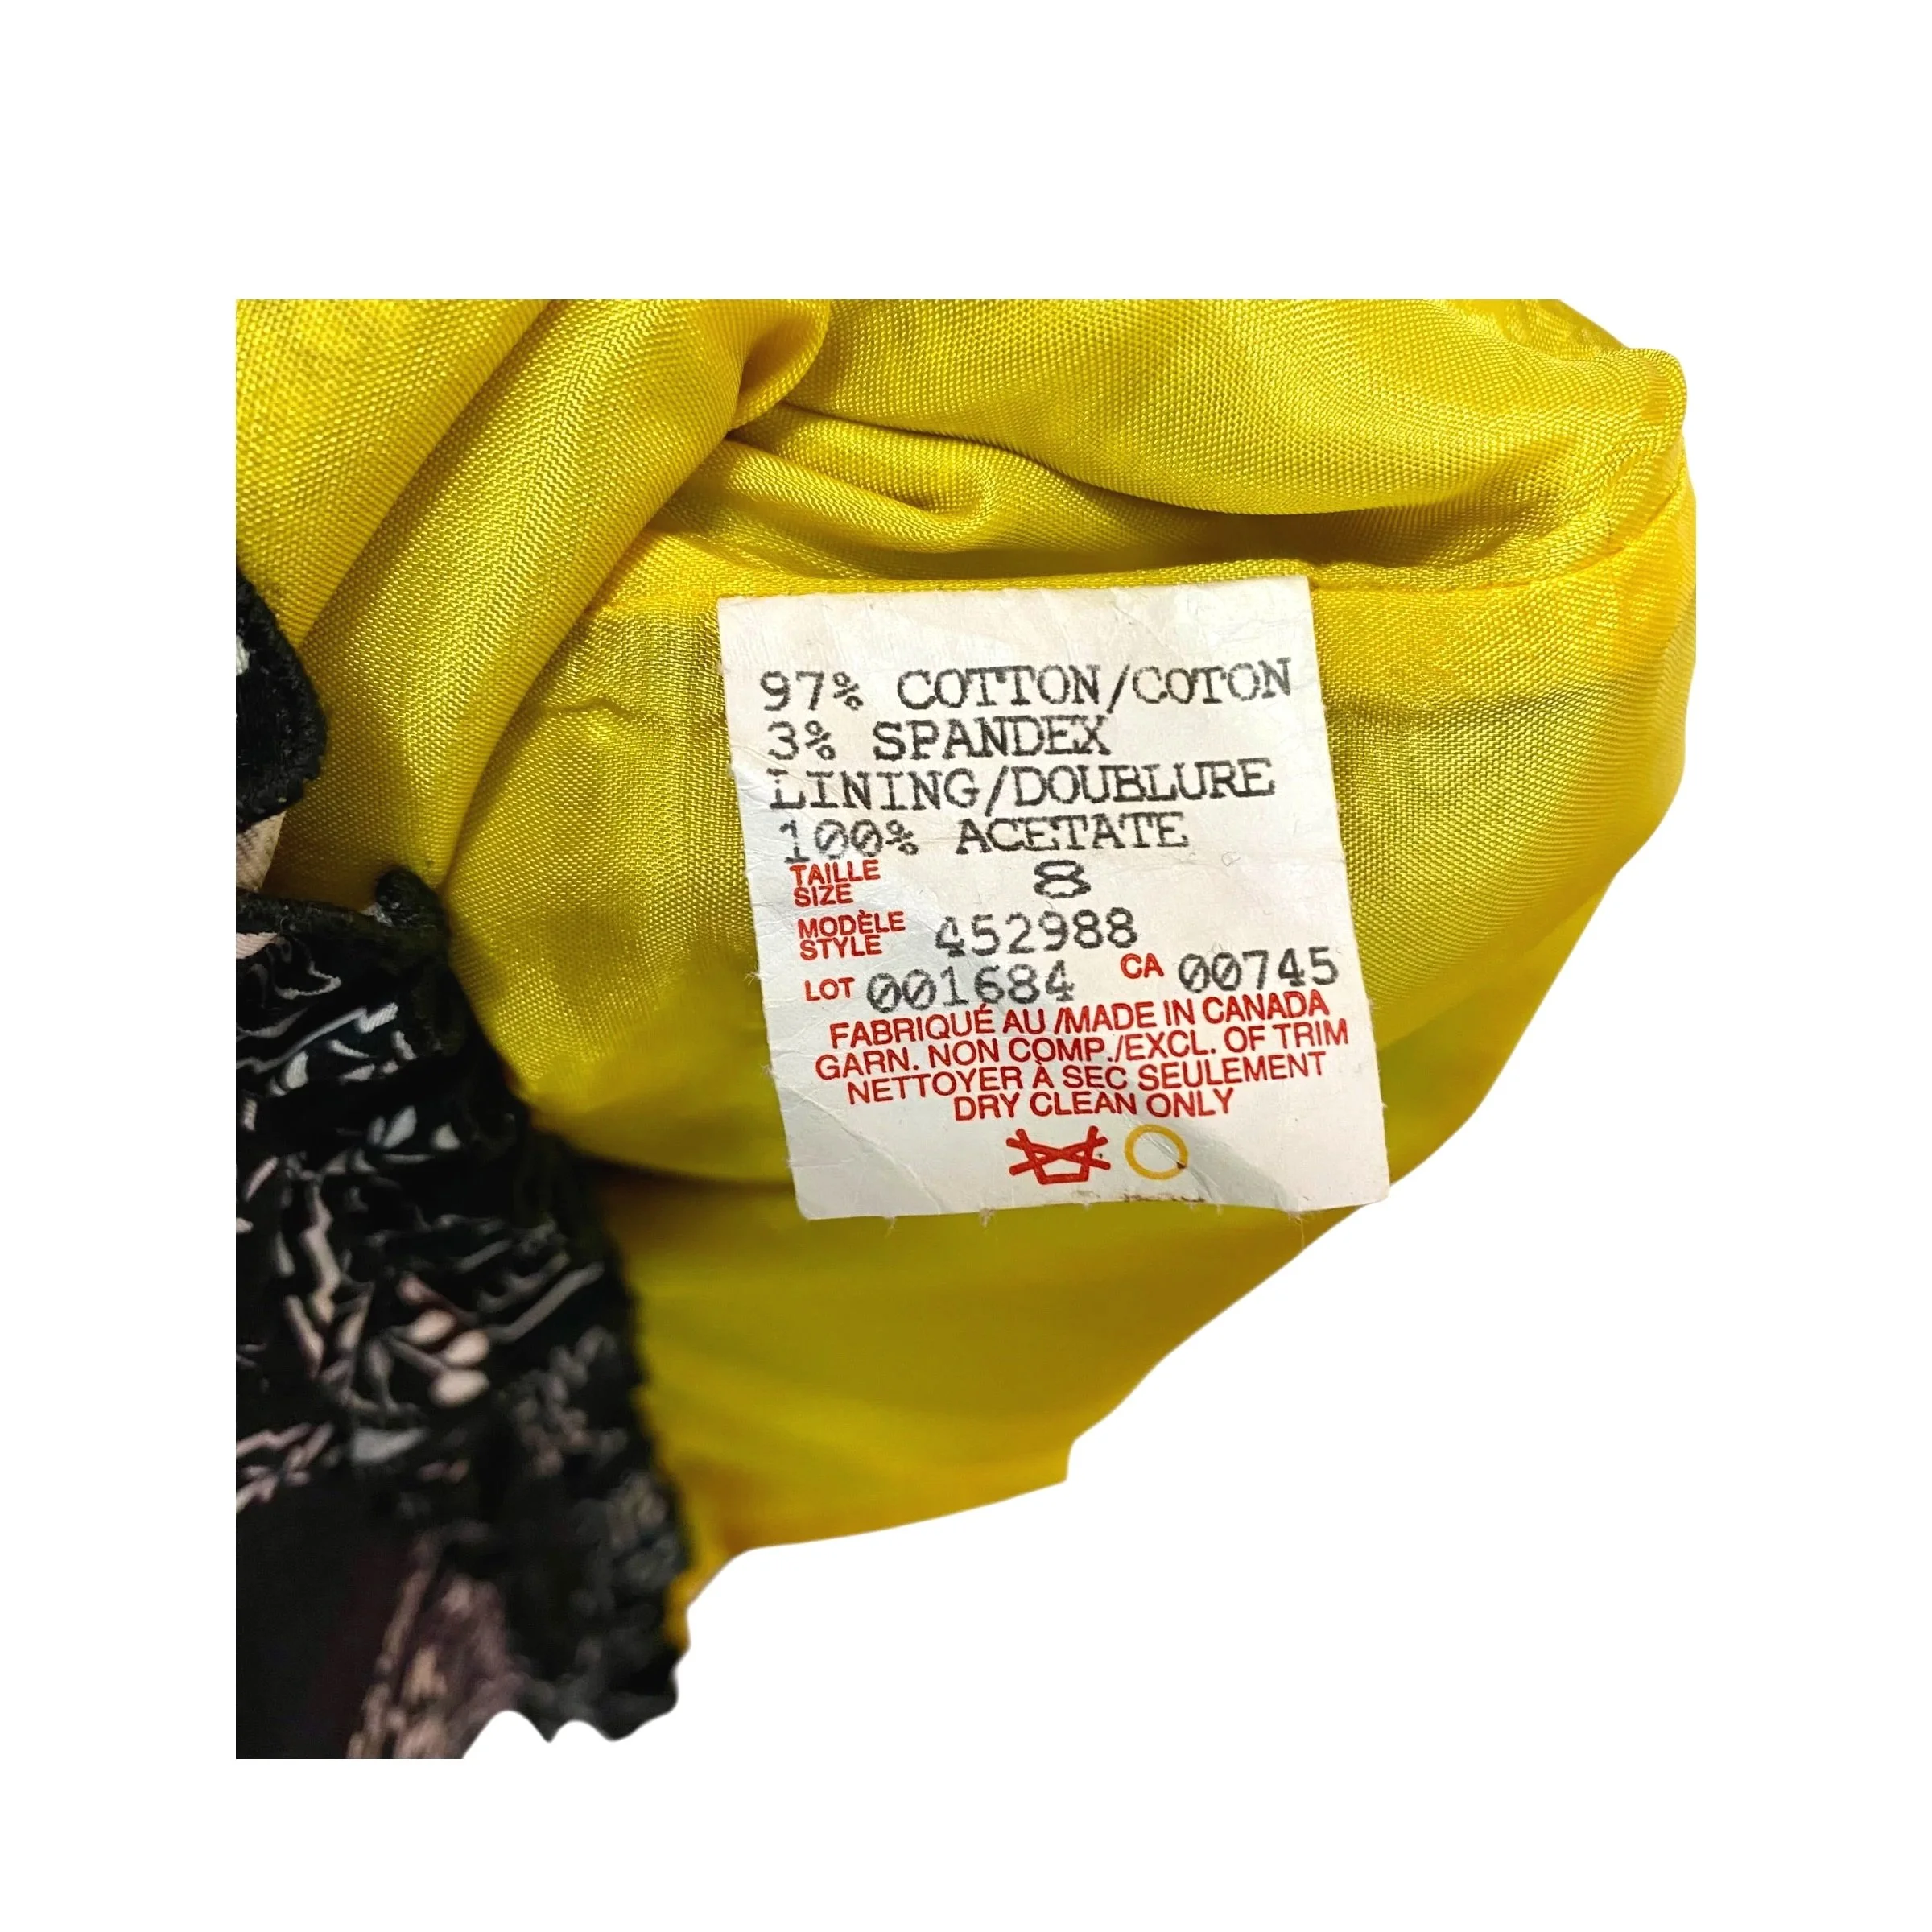 97% COTTON/COTON
3% SPANDEX
LINING/DOUBLURE
100% ACETATE
TAILLE
SIZE 8
MODÈLE
STYLE 452988
LOT 001684 CA 00745
FABRIQUÉ AU /MADE IN CANADA
GARN. NON COMP./EXCL. OF TRIM
NETTOYER À SEC SEULEMENT
DRY CLEAN ONLY